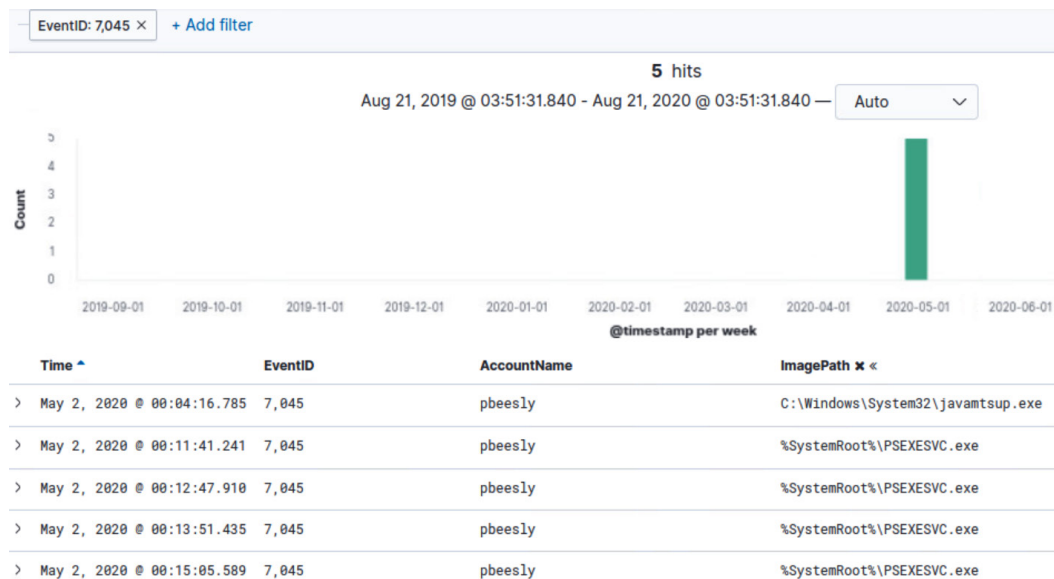 EventID: 7,045 × + Add filter
5 hits
Aug 21, 2019 @ 03:51:31.840 - Aug 21, 2020 @ 03:51:31.840 — Auto
5
4
3
2
1
0
Count
2019-09-01 2019-10-01 2019-11-01 2019-12-01 2020-01-01 2020-02-01 2020-03-01 2020-04-01 2020-05-01 2020-06-01
@timestamp per week
Time EventID AccountName ImagePath × «
> May 2, 2020 @ 00:04:16.785 7,045 pbeesly C:\Windows\System32\javamtsup.exe
> May 2, 2020 @ 00:11:41.241 7,045 pbeesly %SystemRoot%\PSEXESVC.exe
> May 2, 2020 @ 00:12:47.910 7,045 pbeesly %SystemRoot%\PSEXESVC.exe
> May 2, 2020 @ 00:13:51.435 7,045 pbeesly %SystemRoot%\PSEXESVC.exe
> May 2, 2020 @ 00:15:05.589 7,045 pbeesly %SystemRoot%\PSEXESVC.exe